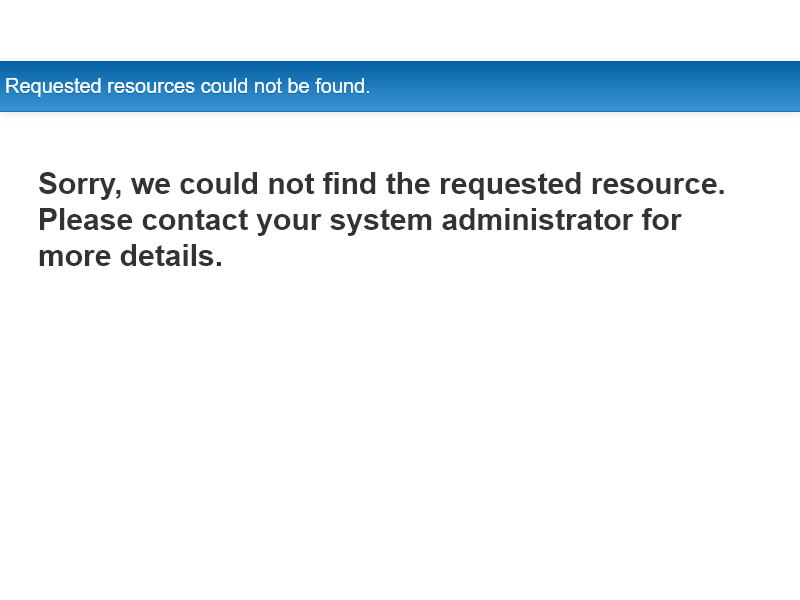 Requested resources could not be found.
Sorry, we could not find the requested resource.
Please contact your system administrator for
more details.